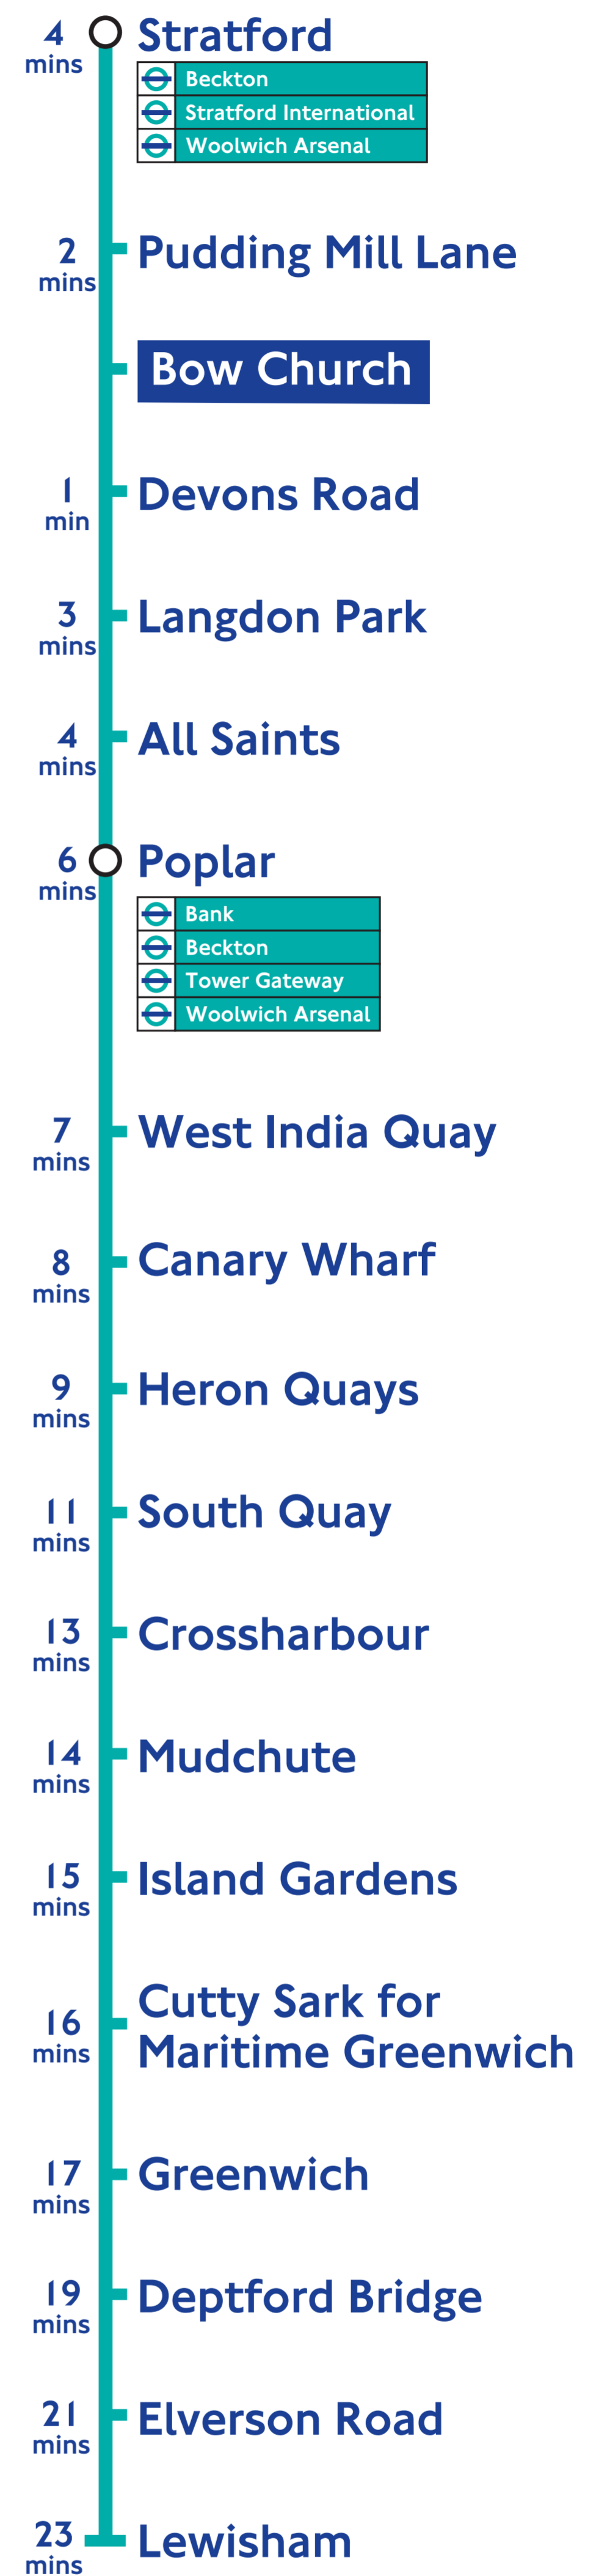 4
mins
Stratford
Beckton
Stratford International
Woolwich Arsenal
2
mins
Pudding Mill Lane
Bow Church
1
min
Devons Road
3
mins
Langdon Park
4
mins
All Saints
6
mins
Poplar
Bank
Beckton
Tower Gateway
Woolwich Arsenal
7
mins
West India Quay
8
mins
Canary Wharf
9
mins
Heron Quays
11
mins
South Quay
13
mins
Crossharbour
14
mins
Mudchute
15
mins
Island Gardens
16
mins
Cutty Sark for
Maritime Greenwich
17
mins
Greenwich
19
mins
Deptford Bridge
21
mins
Elverson Road
23
mins
Lewisham